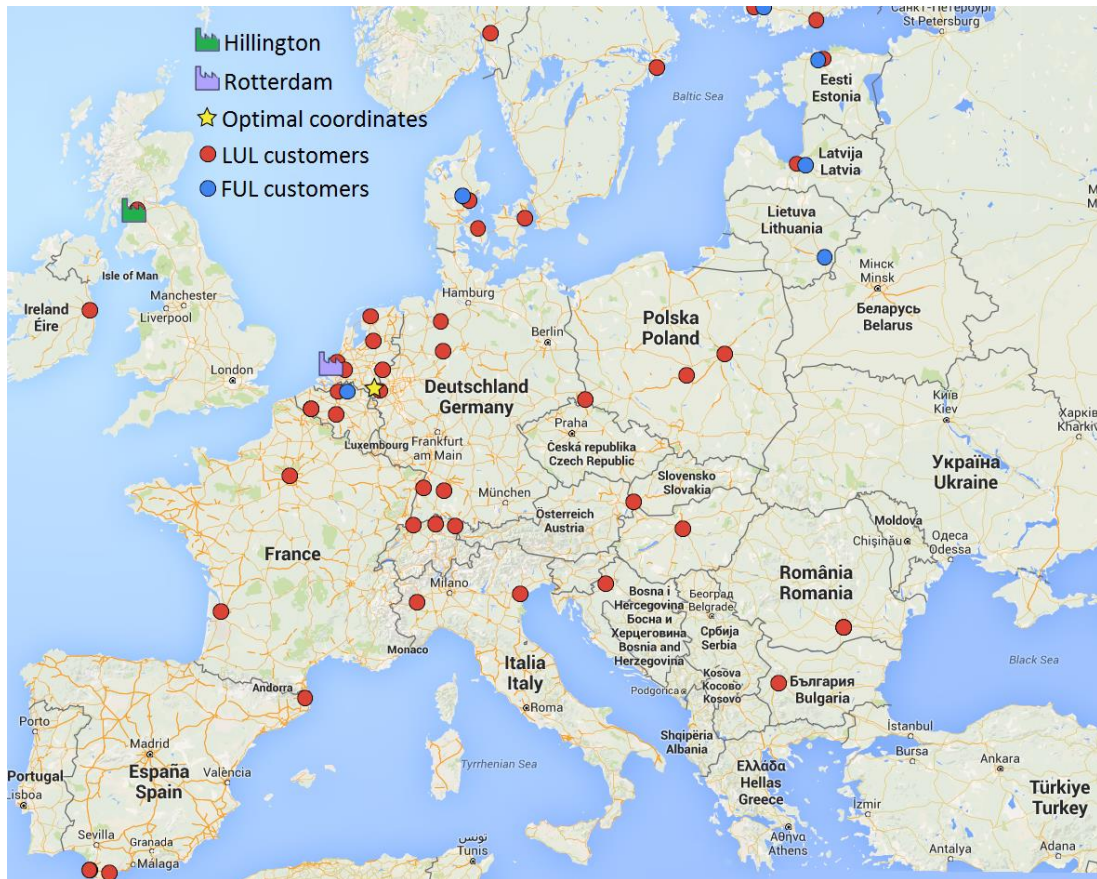 Санкт-Петербург
St Petersburg
Hillington
Rotterdam
Optimal coordinates
LUL customers
FUL customers
Baltic Sea
Eesti
Estonia
Latvija
Latvia
Lietuva
Lithuania
Мінск
Minsk
Беларусь
Belarus
Isle of Man
Manchester
Liverpool
Ireland
Éire
London
Hamburg
Berlin
Polska
Poland
Deutschland
Germany
Київ
Kiev
Харків
Kharkiv
Praha
Česká republika
Czech Republic
Luxembourg
Frankfurt
am Main
Slovensko
Slovakia
Україна
Ukraine
München
Österreich
Austria
Moldova
Chișinău
Одеса
Odessa
France
Milano
România
Romania
Bosna i
Hercegovina
Босна и
Херцеговина
Bosnia and
Herzegovina
Београд
Belgrade
Србија
Serbia
Monaco
Italia
Italy
Roma
Podgorica
Kosova
Косово
Kosovo
България
Bulgaria
Black Sea
Andorra
Porto
Madrid
España
Spain
València
Portugal
Lisboa
Sevilla
Granada
Málaga
Tyrrhenian Sea
Shqipëria
Albania
İstanbul
Bursa
Ankara
Ελλάδα
Hellas
Greece
Türkiye
Turkey
İzmir
Αθήνα
Athens
تونس
Tunis
Antalya
Adana